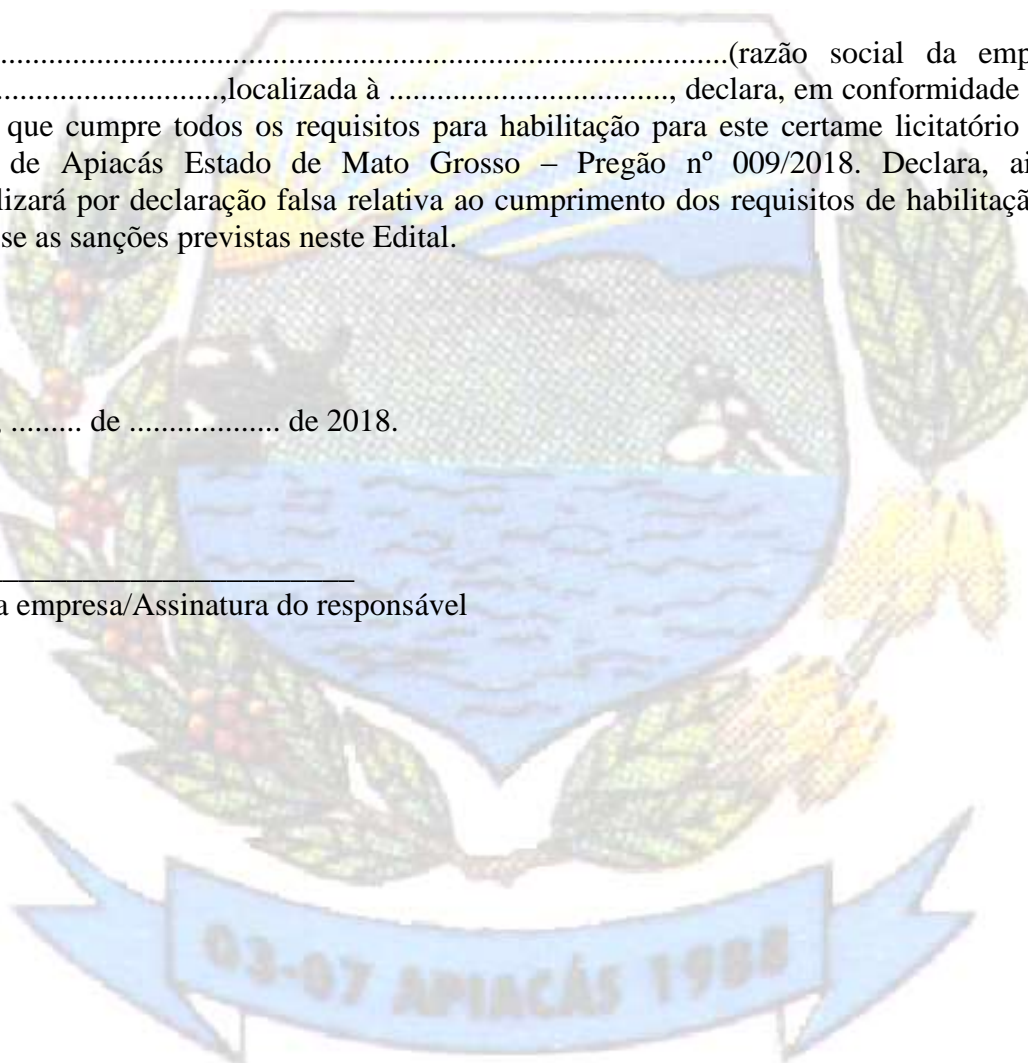 ..........................................................................................(razão social da emp
............................,localizada à ..................................., declara, em conformidade
que cumpre todos os requisitos para habilitação para este certame licitatório
de Apiacás Estado de Mato Grosso – Pregão nº 009/2018. Declara, ai
lizará por declaração falsa relativa ao cumprimento dos requisitos de habilitaçã
se as sanções previstas neste Edital.
, ......... de ................... de 2018.
_______________________
a empresa/Assinatura do responsável
03-07 APIACÁS 1988